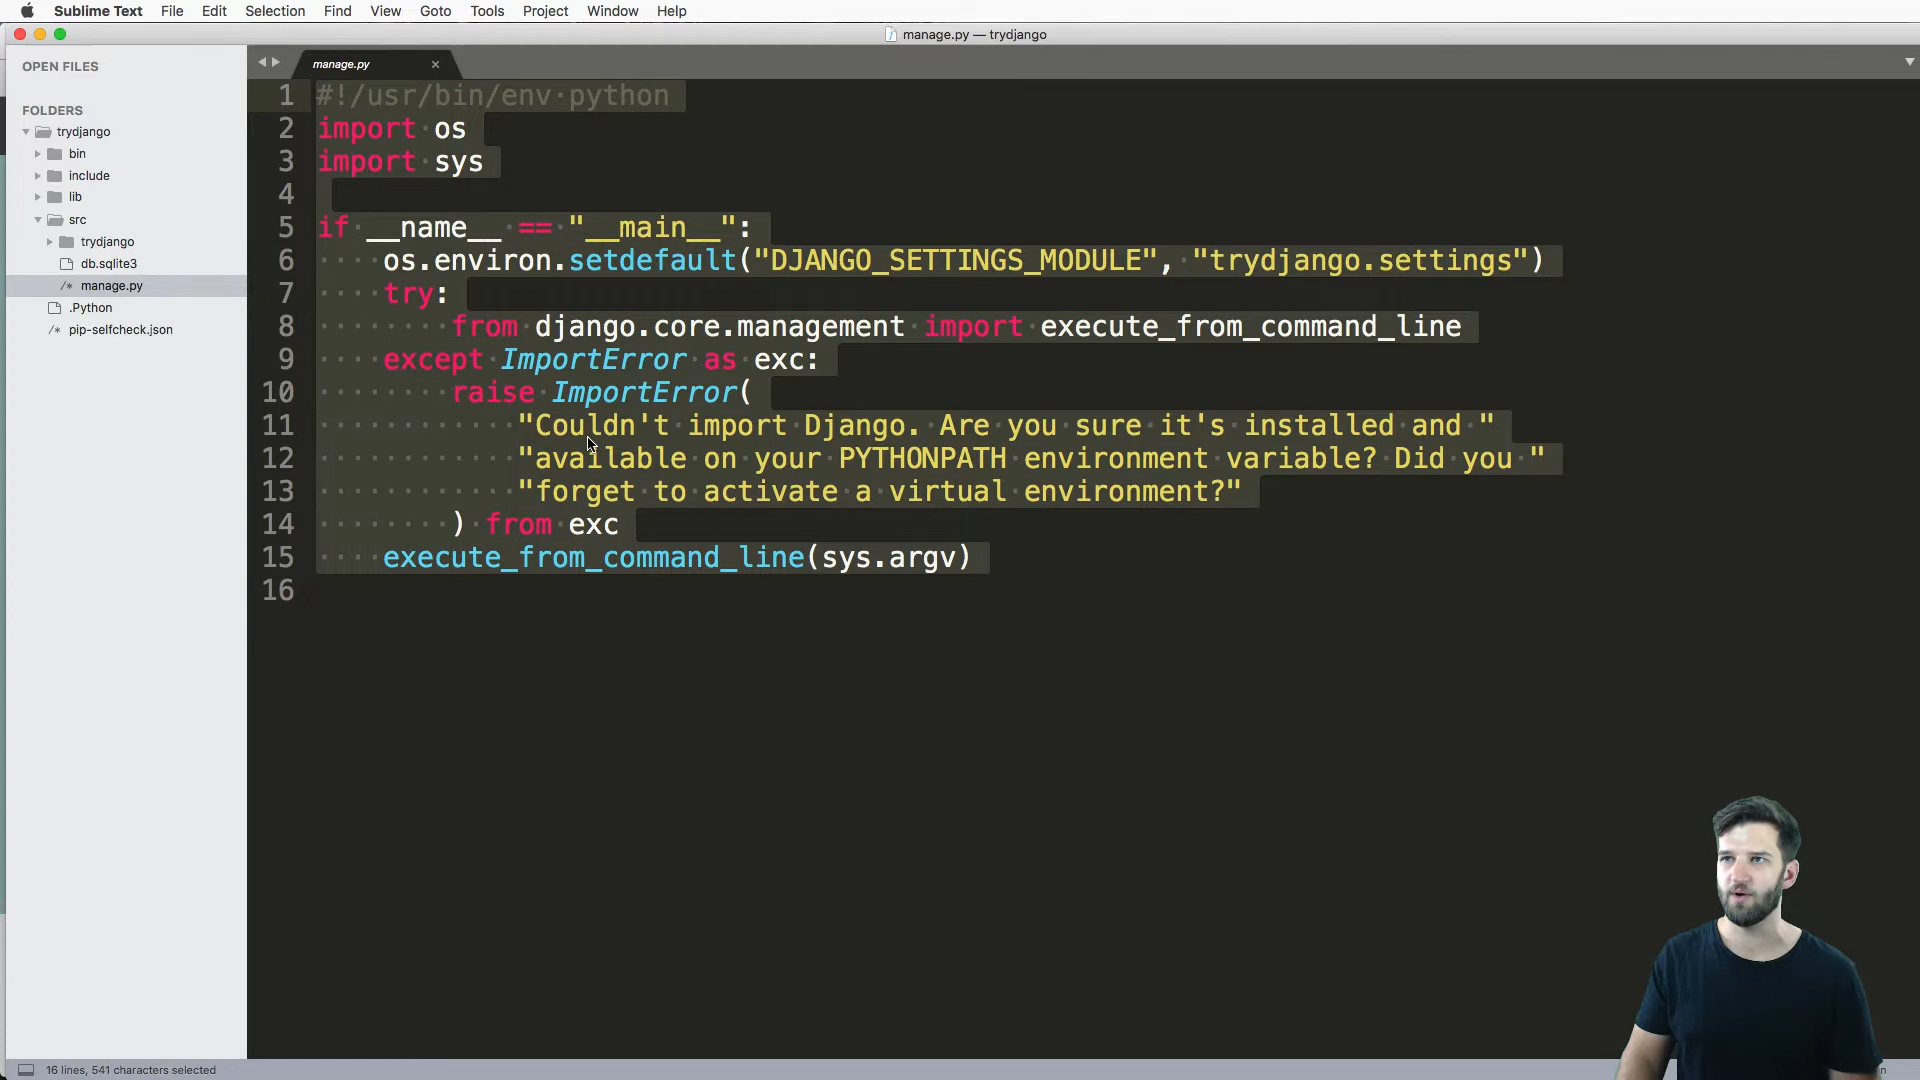 Sublime Text File Edit Selection Find View Goto Tools Project Window Help
manage.py — trydjango
OPEN FILES
FOLDERS
trydjango
bin
include
lib
src
trydjango
db.sqlite3
manage.py
.Python
pip-selfcheck.json
manage.py
1 #!/usr/bin/env python
2 import os
3 import sys
4
5 if __name__ == "__main__":
6 os.environ.setdefault("DJANGO_SETTINGS_MODULE", "trydjango.settings")
7 try:
8 from django.core.management import execute_from_command_line
9 except ImportError as exc:
10 raise ImportError(
11 "Couldn't import Django. Are you sure it's installed and "
12 "available on your PYTHONPATH environment variable? Did you "
13 "forget to activate a virtual environment?"
14 ) from exc
15 execute_from_command_line(sys.argv)
16
16 lines, 541 characters selected